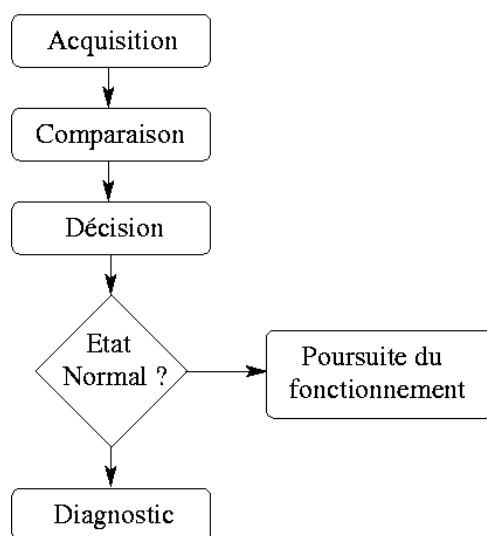 Acquisition
Comparaison
Décision
Etat
Normal ?
Poursuite du
fonctionnement
Diagnostic